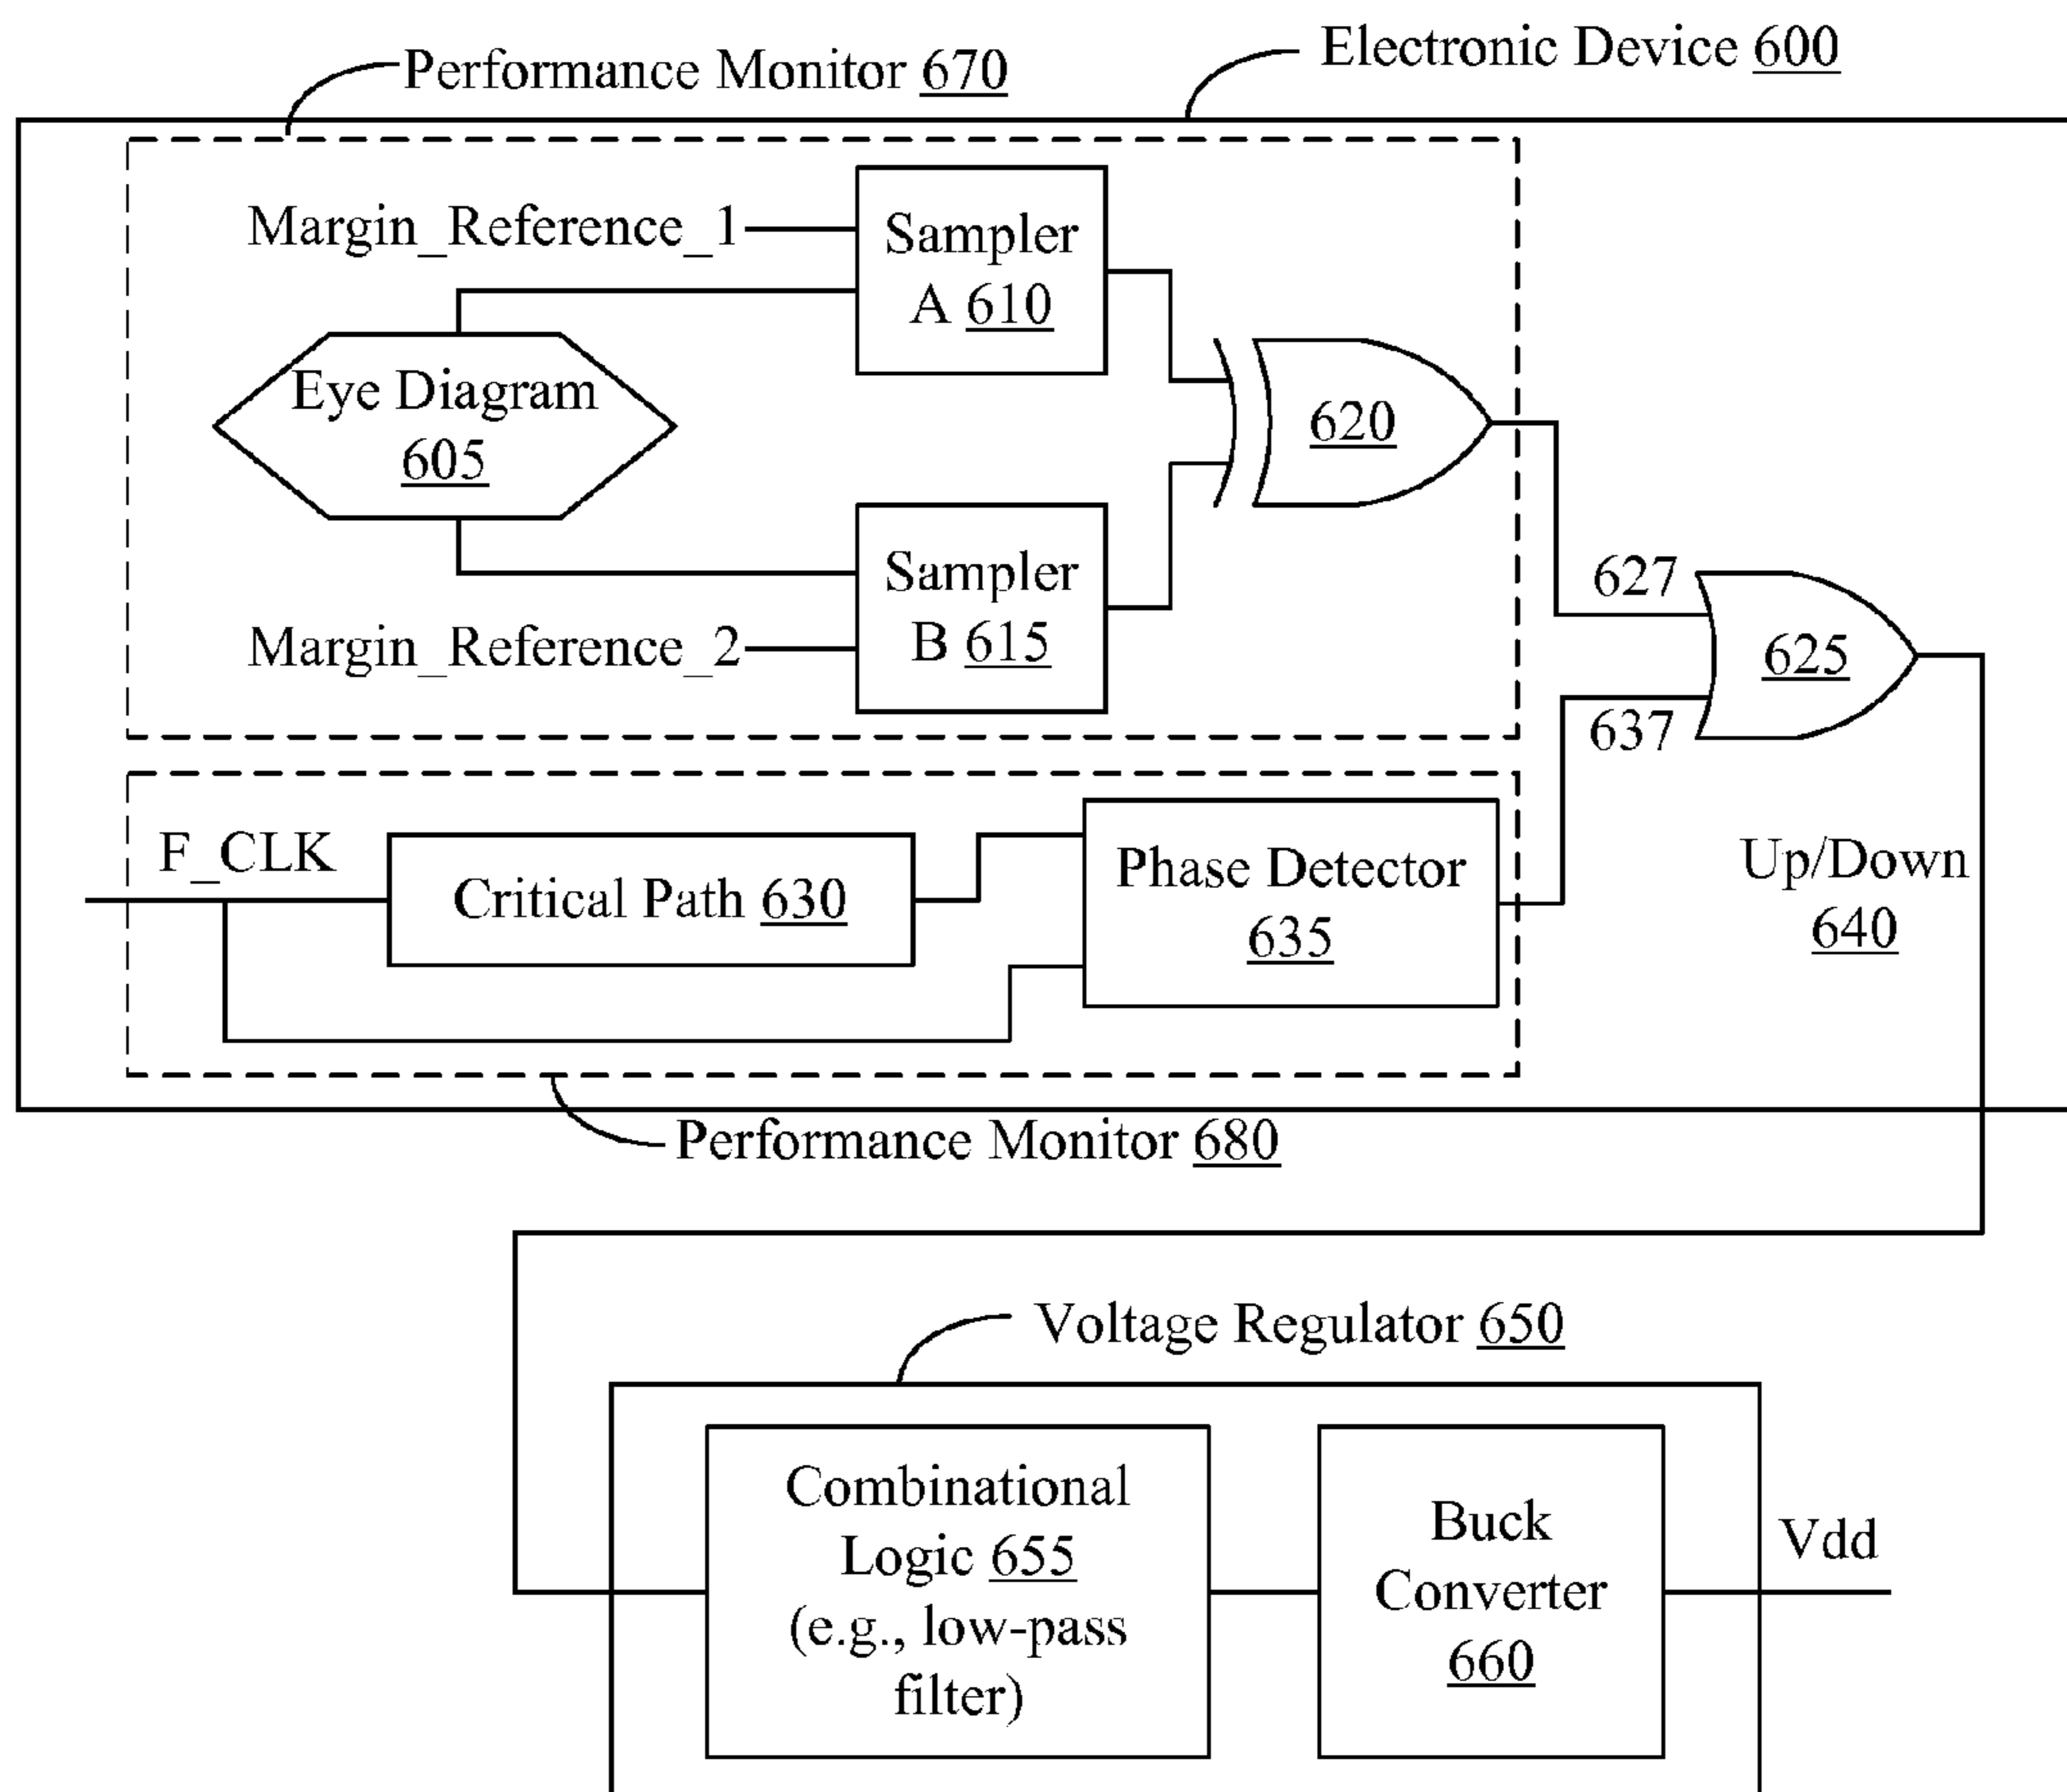 Performance Monitor 670
Electronic Device 600
Margin_Reference_1
Sampler
A 610
Eye Diagram
605
620
Sampler
B 615
Margin_Reference_2
627
625
637
F_CLK
Critical Path 630
Phase Detector
635
Up/Down
640
Performance Monitor 680
Voltage Regulator 650
Combinational
Logic 655
(e.g., low-pass
filter)
Buck
Converter
660
Vdd